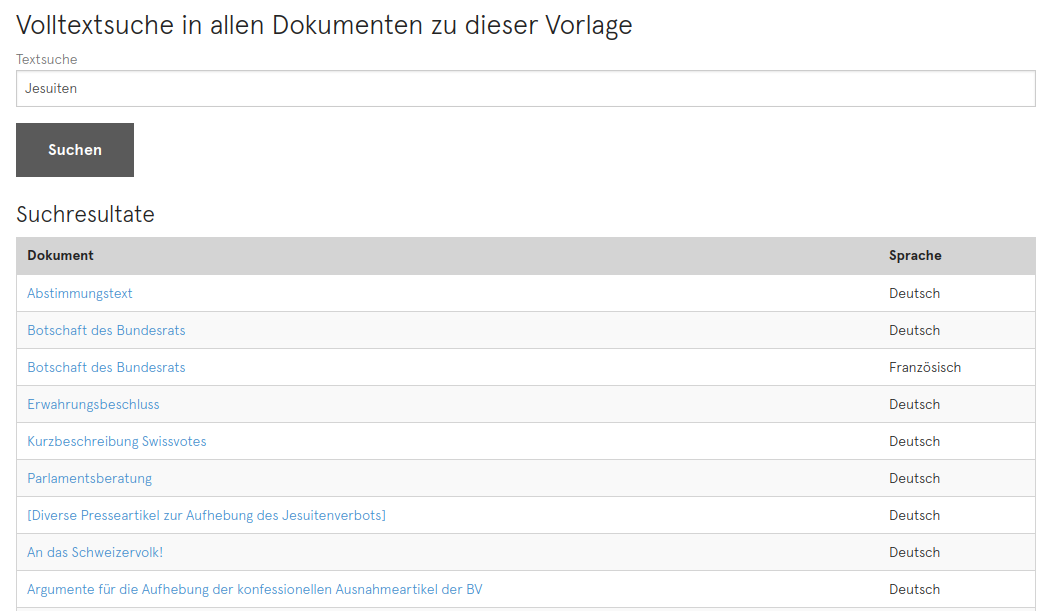 Volltextsuche in allen Dokumenten zu dieser Vorlage
Textsuche
Jesuiten
Suchen
Suchresultate
Dokument Sprache
Abstimmungstext Deutsch
Botschaft des Bundesrats Deutsch
Botschaft des Bundesrats Französisch
Erwahrungsbeschluss Deutsch
Kurzbeschreibung Swissvotes Deutsch
Parlamentsberatung Deutsch
[Diverse Presseartikel zur Aufhebung des Jesuitenverbots] Deutsch
An das Schweizervolk! Deutsch
Argumente für die Aufhebung der konfessionellen Ausnahmeartikel der BV Deutsch